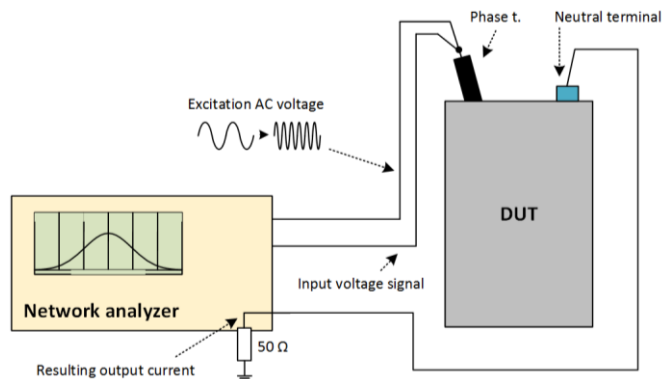 Phase t.
Neutral terminal
Excitation AC voltage
DUT
Input voltage signal
Network analyzer
50 Ω
Resulting output current